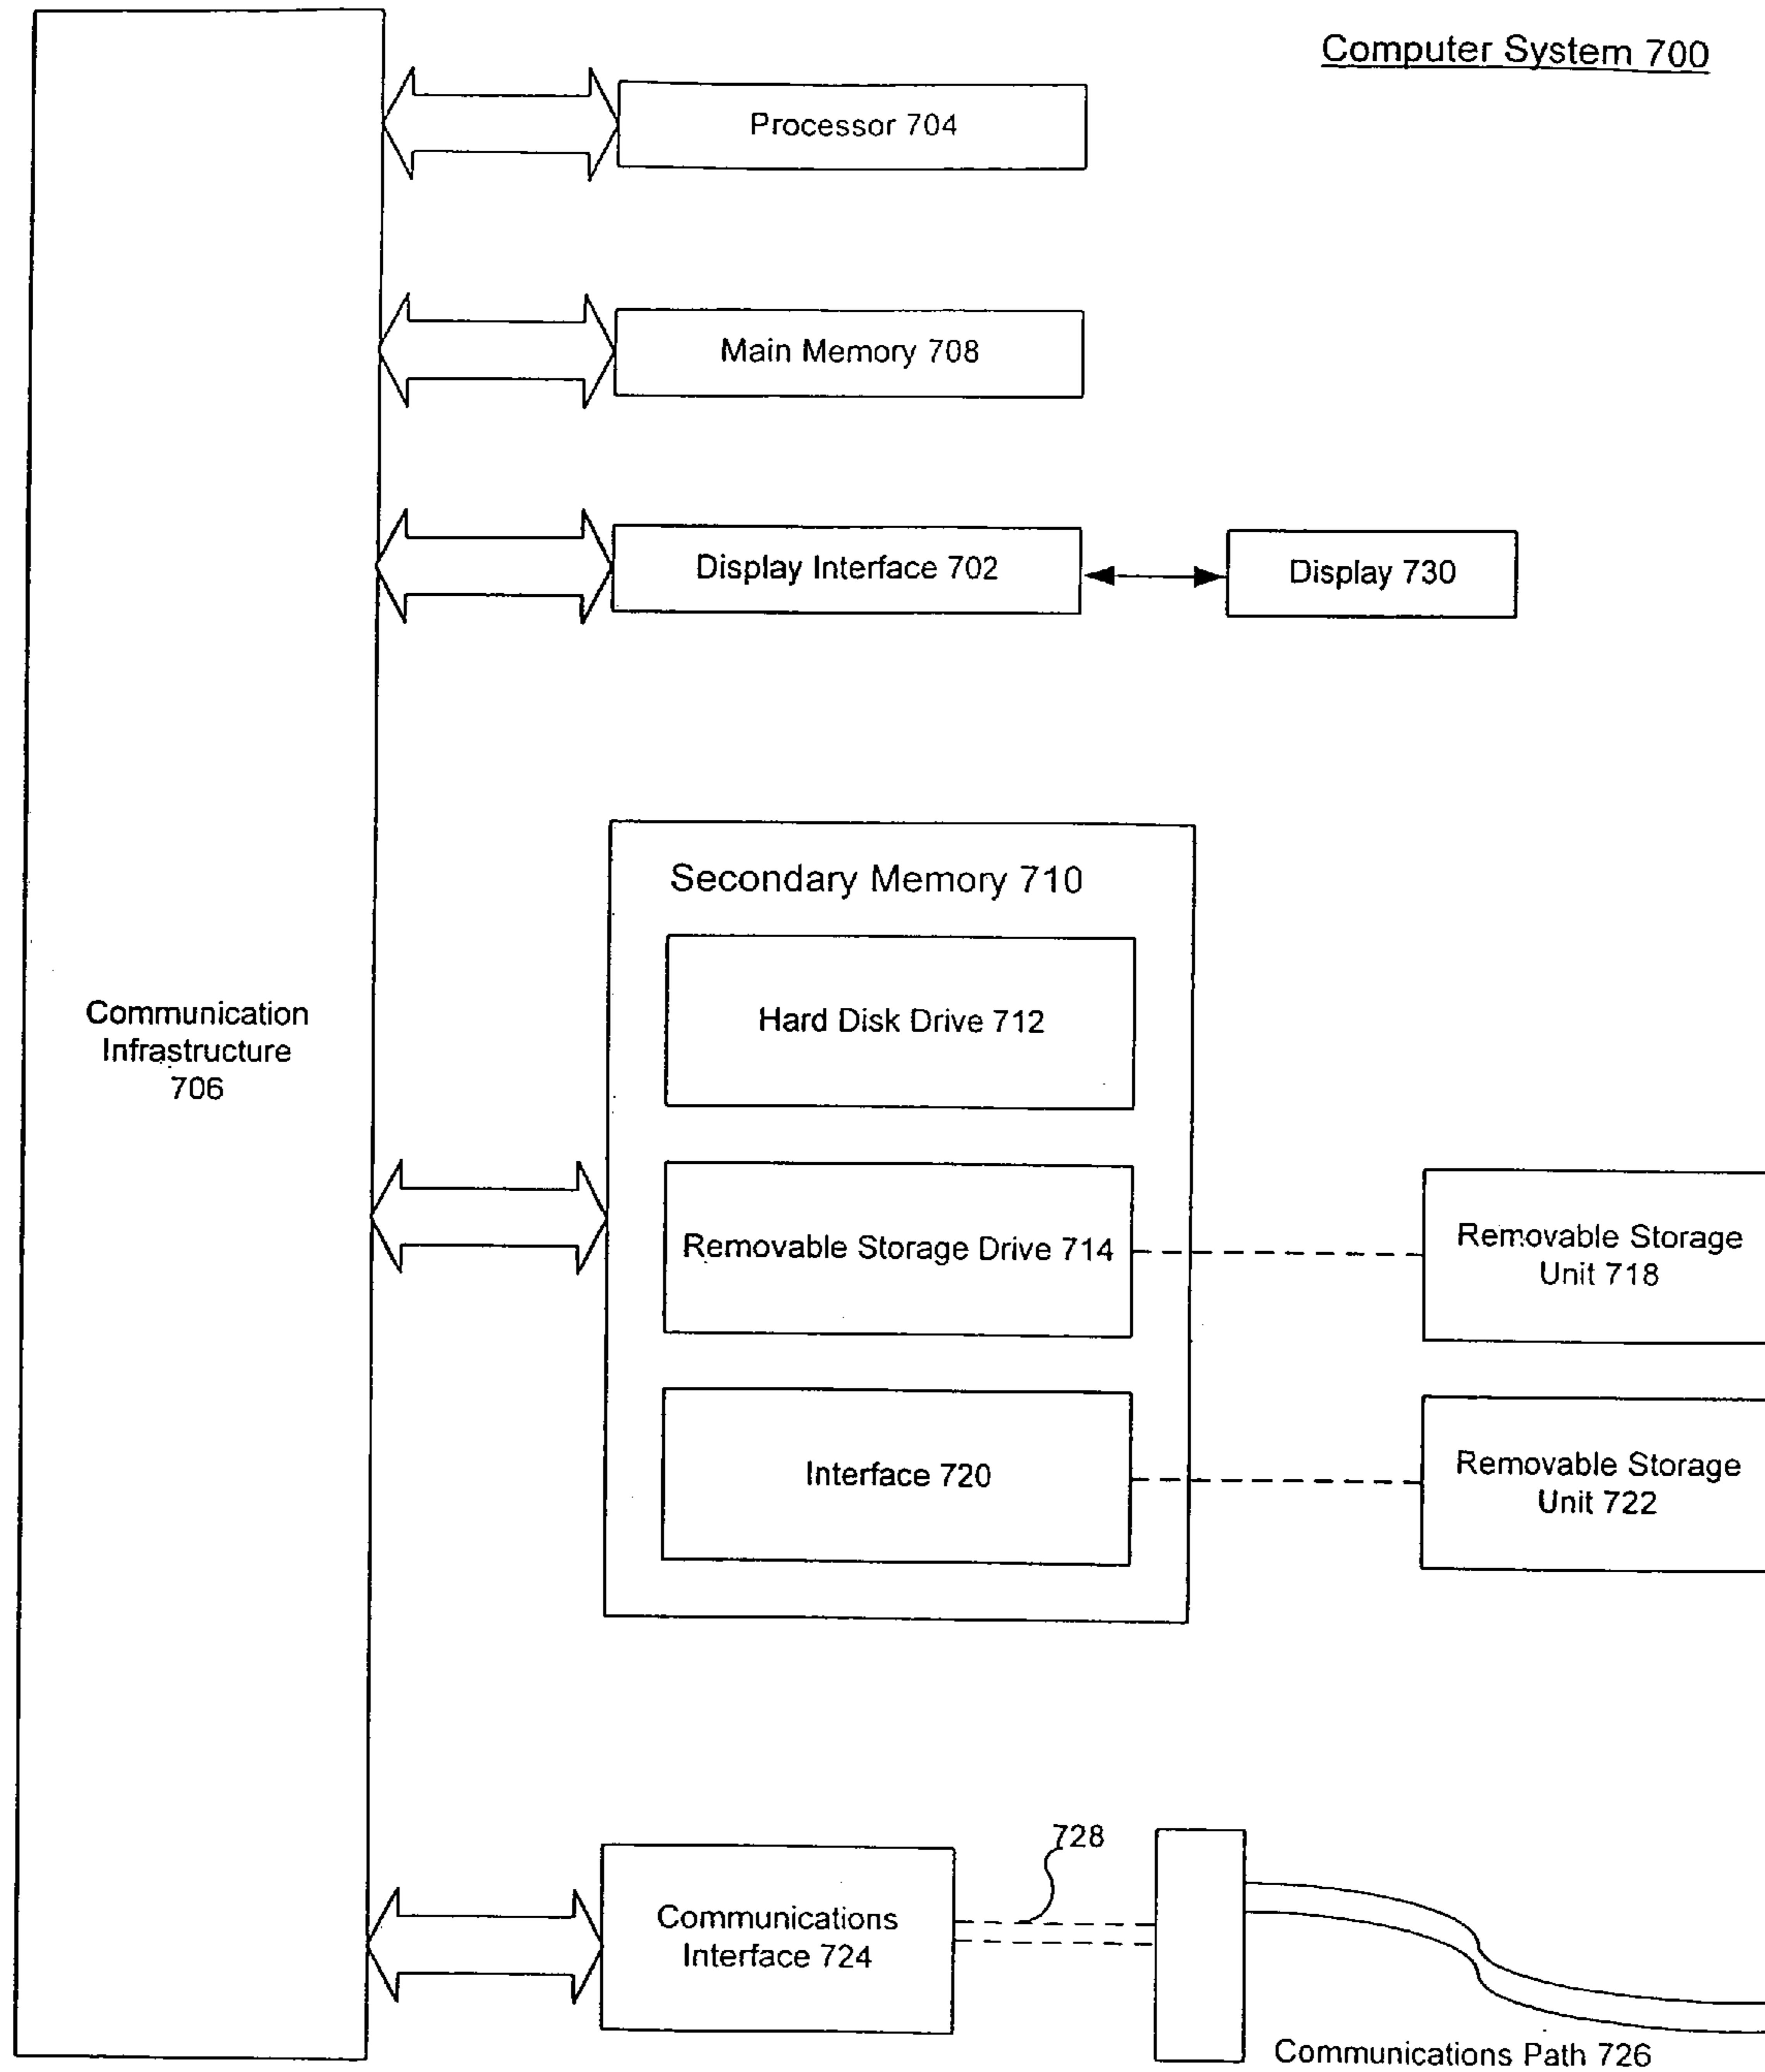 Computer System 700
Processor 704
Main Memory 708
Display Interface 702
Display 730
Secondary Memory 710
Hard Disk Drive 712
Communication
Infrastructure
706
Removable Storage Drive 714
Removable Storage
Unit 718
Interface 720
Removable Storage
Unit 722
728
Communications
Interface 724
Communications Path 726